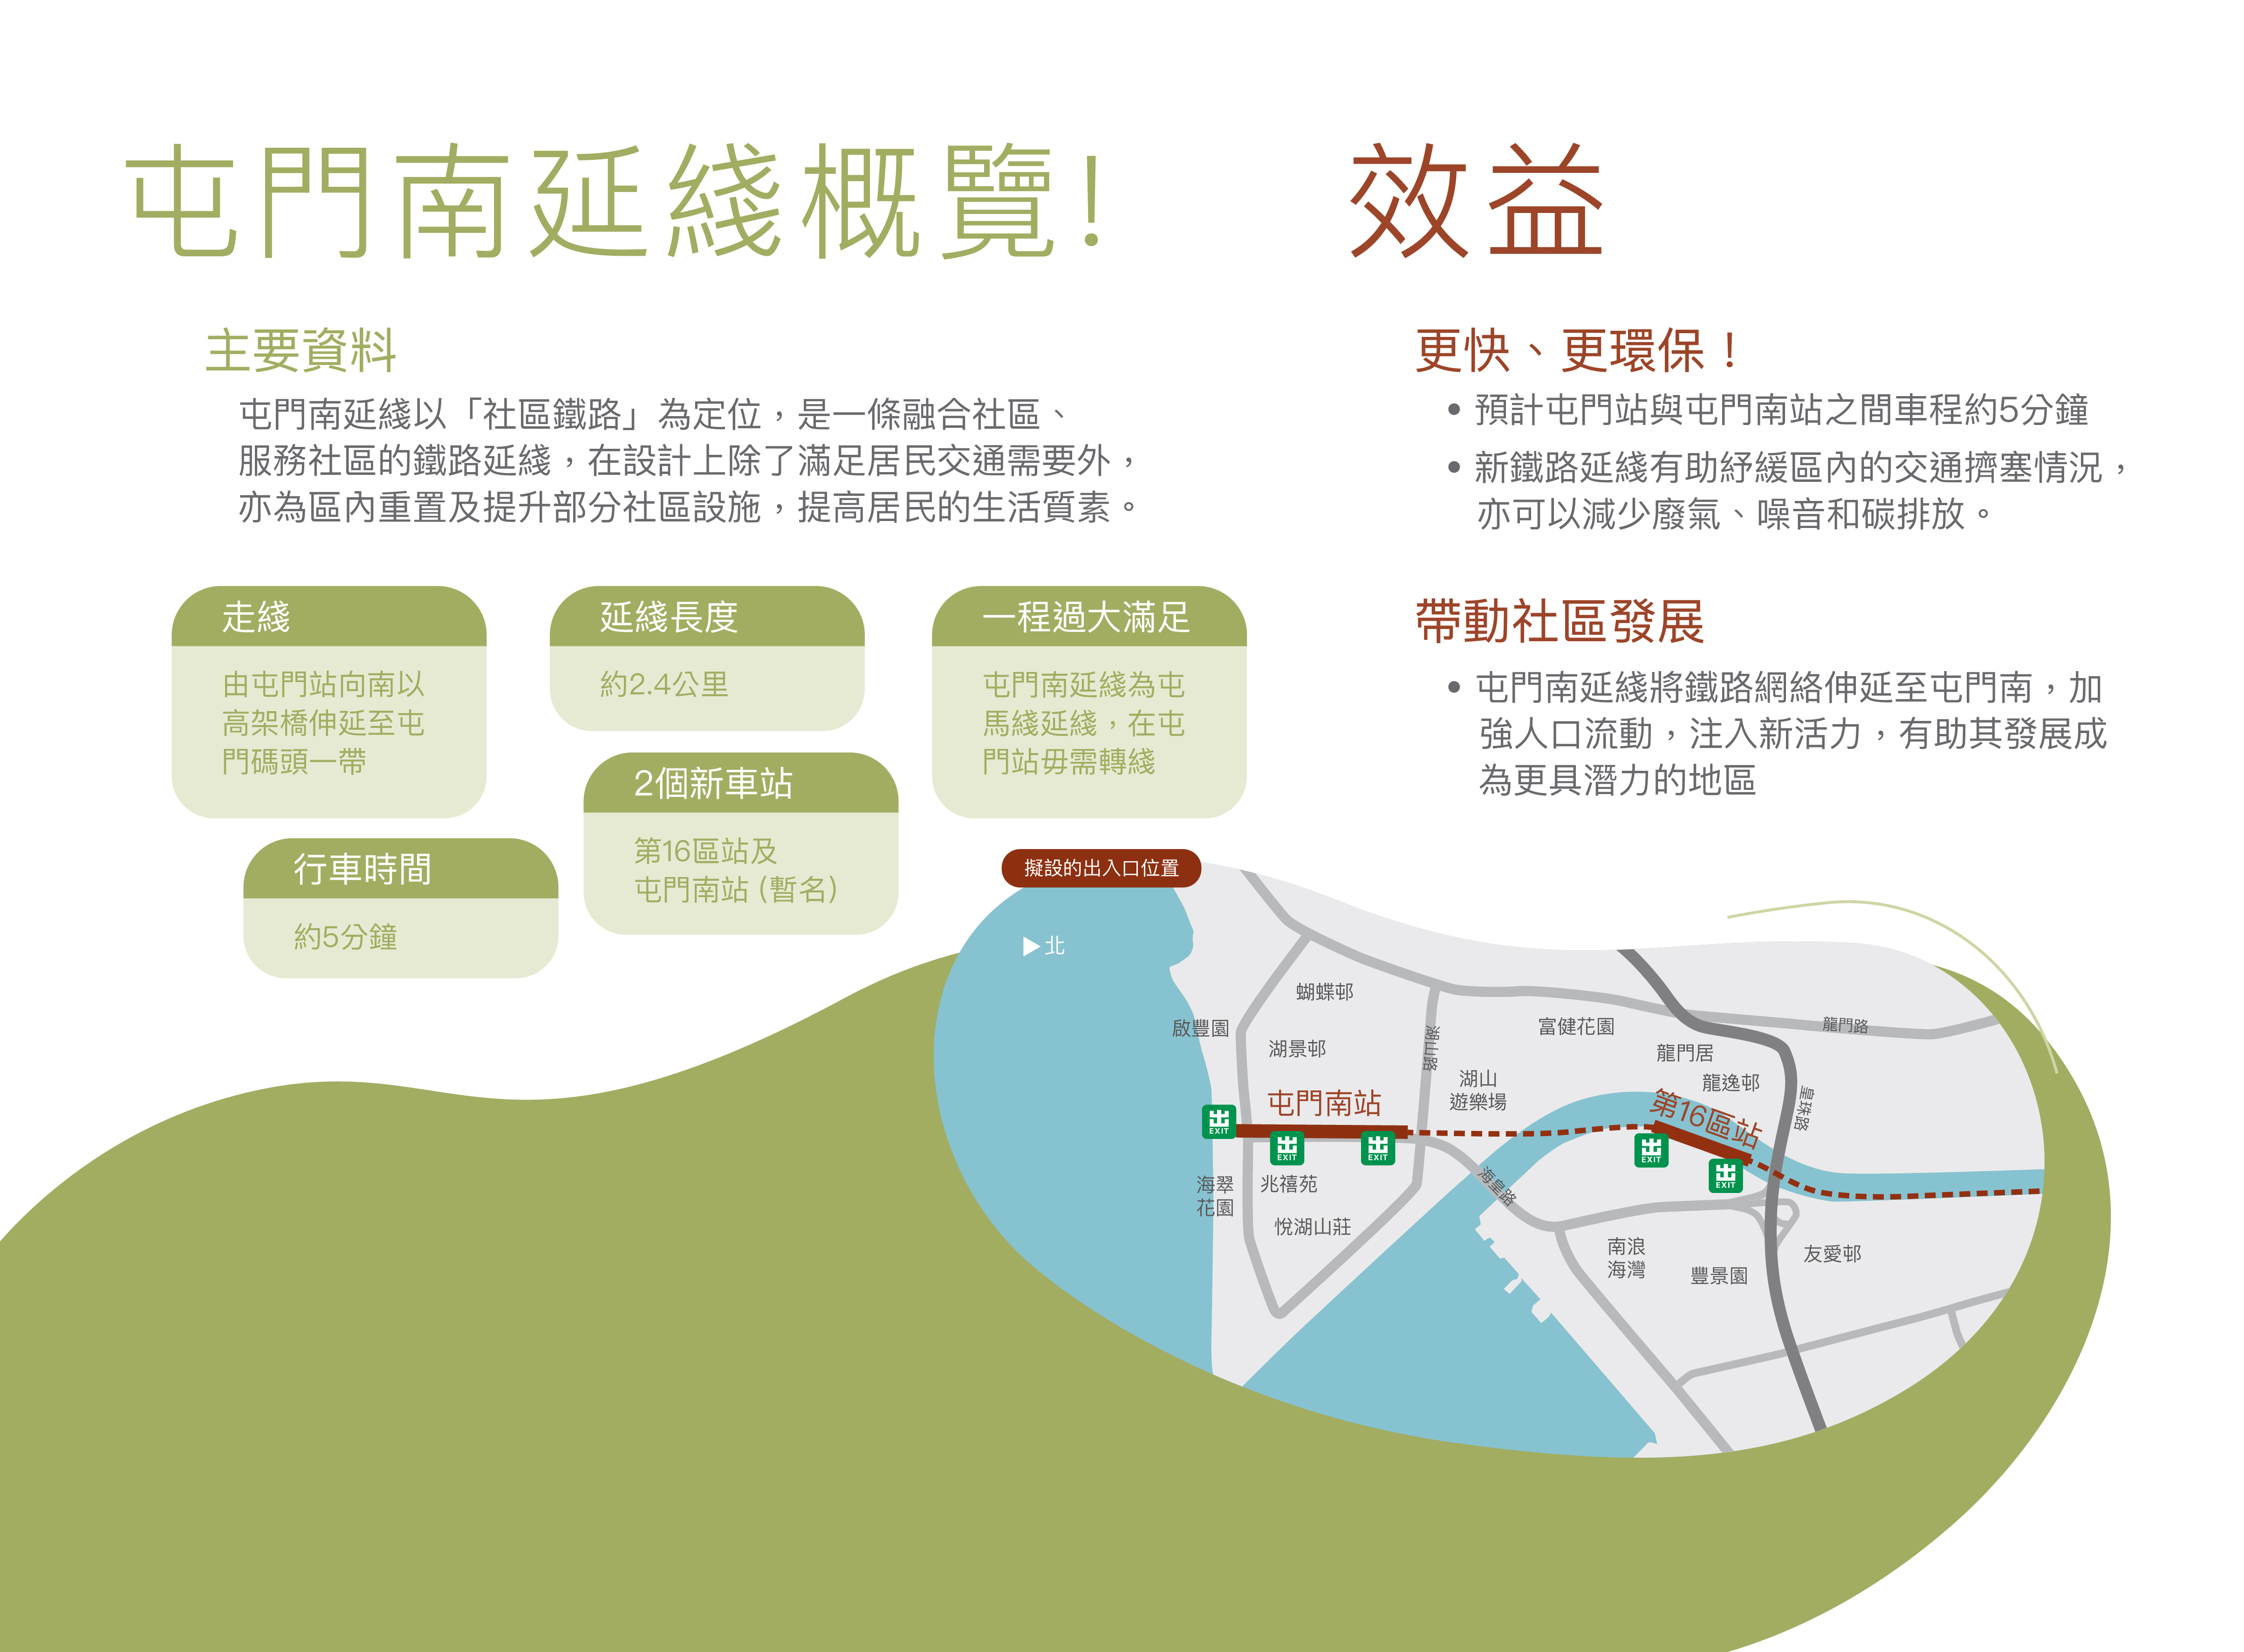 屯門南延綫概覽！
主要資料
屯門南延綫以「社區鐵路」為定位，是一條融合社區、
服務社區的鐵路延綫，在設計上除了滿足居民交通需要外，
亦為區內重置及提升部分社區設施，提高居民的生活質素。
走綫
由屯門站向南以
高架橋伸延至屯
門碼頭一帶
延綫長度
約2.4公里
一程過大滿足
屯門南延綫為屯
馬綫延綫，在屯
門站毋需轉綫
2個新車站
第16區站及
屯門南站 (暫名)
行車時間
約5分鐘
效益
更快、更環保！
• 預計屯門站與屯門南站之間車程約5分鐘
• 新鐵路延綫有助紓緩區內的交通擠塞情況，
亦可以減少廢氣、噪音和碳排放。
帶動社區發展
• 屯門南延綫將鐵路網絡伸延至屯門南，加
強人口流動，注入新活力，有助其發展成
為更具潛力的地區
擬設的出入口位置
▶北
蝴蝶邨
啟豐園
湖景邨
湖山路
富健花園
龍門路
龍門居
湖山
遊樂場
龍逸邨
皇珠路
屯門南站
第16區站
出
EXIT
出
EXIT
出
EXIT
出
EXIT
出
EXIT
海翠
花園
兆禧苑
海皇路
悅湖山莊
南浪
海灣
豐景園
友愛邨